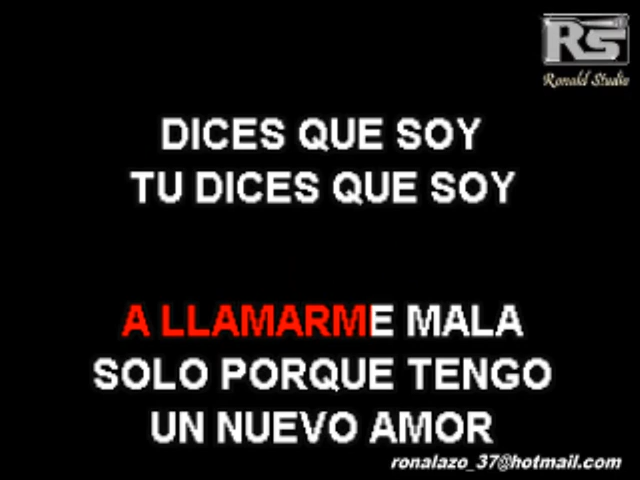 RS
Ronald Studio
DICES QUE SOY
TU DICES QUE SOY
A LLAMARME MALA
SOLO PORQUE TENGO
UN NUEVO AMOR
ronalazo_37@hotmail.com